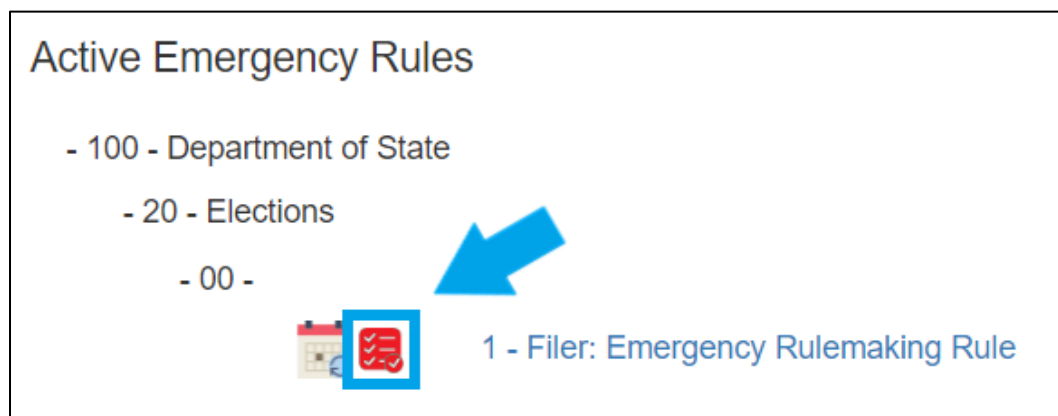 Active Emergency Rules
- 100 - Department of State
- 20 - Elections
- 00 -
1 - Filer: Emergency Rulemaking Rule